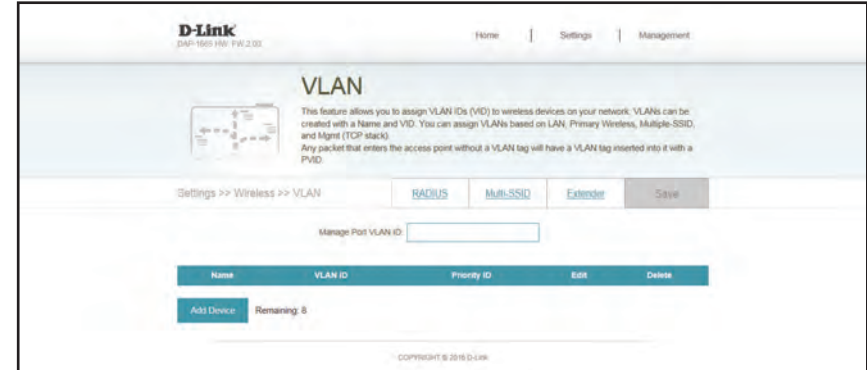 D-Link
DAP-1665 HW: FW:2.00
Home | Settings | Management
VLAN
This feature allows you to assign VLAN IDs (VID) to wireless devices on your network. VLANs can be
created with a Name and VID. You can assign VLANs based on LAN, Primary Wireless, Multiple-SSID,
and Mgmt (TCP stack).
Any packet that enters the access point without a VLAN tag will have a VLAN tag inserted into it with a
PVID.
Settings >> Wireless >> VLAN RADIUS Multi-SSID Extender Save
Manage Port VLAN ID:
Name VLAN ID Priority ID Edit Delete
Add Device Remaining: 8
COPYRIGHT © 2016 D-Link